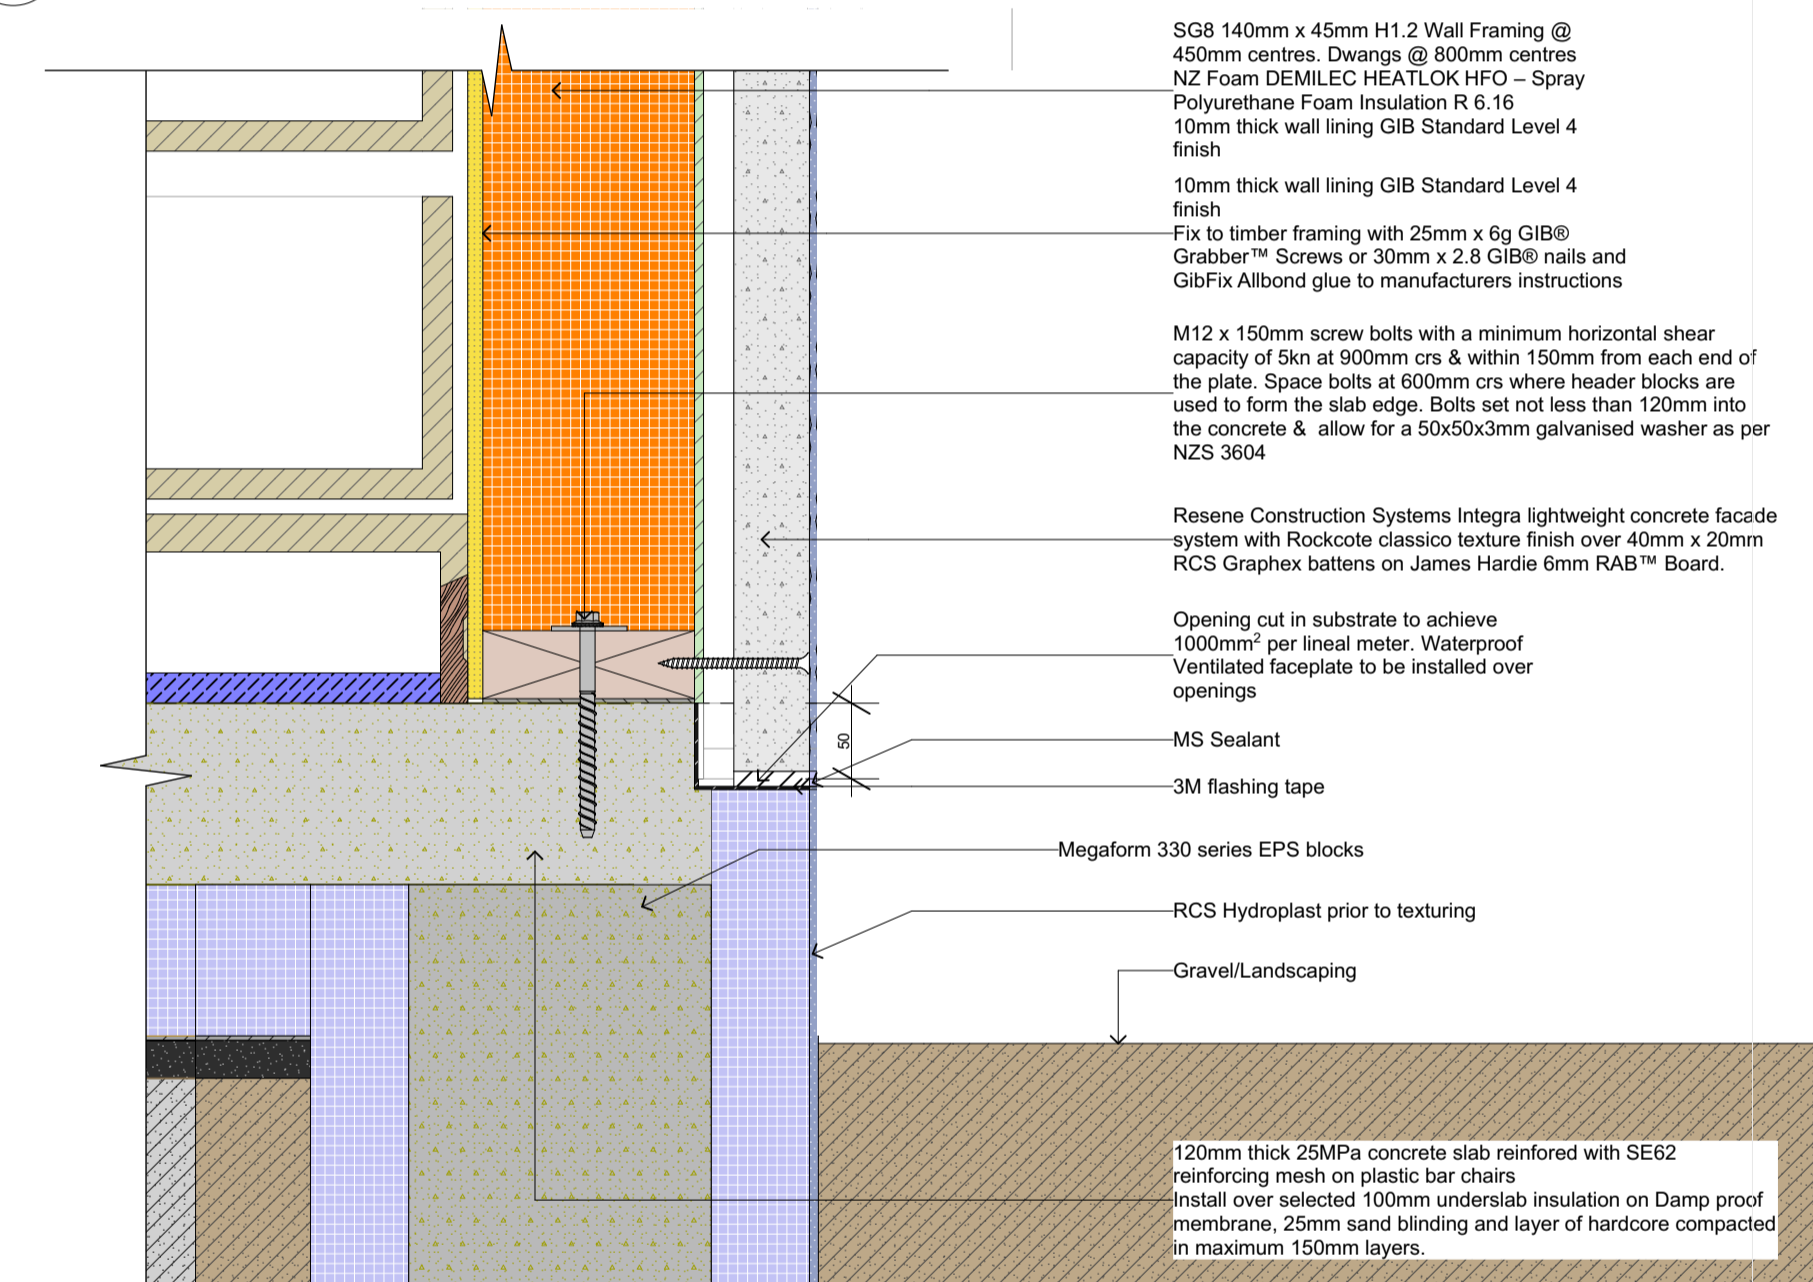 SG8 140mm x 45mm H1.2 Wall Framing @
450mm centres. Dwangs @ 800mm centres
NZ Foam DEMILEC HEATLOK HFO – Spray
Polyurethane Foam Insulation R 6.16
10mm thick wall lining GIB Standard Level 4
finish
10mm thick wall lining GIB Standard Level 4
finish
Fix to timber framing with 25mm x 6g GIB®
Grabber™ Screws or 30mm x 2.8 GIB® nails and
GibFix Allbond glue to manufacturers instructions
M12 x 150mm screw bolts with a minimum horizontal shear
capacity of 5kn at 900mm crs & within 150mm from each end of
the plate. Space bolts at 600mm crs where header blocks are
used to form the slab edge. Bolts set not less than 120mm into
the concrete & allow for a 50x50x3mm galvanised washer as per
NZS 3604
Resene Construction Systems Integra lightweight concrete facade
system with Rockcote classico texture finish over 40mm x 20mm
RCS Graphex battens on James Hardie 6mm RAB™ Board.
Opening cut in substrate to achieve
1000mm² per lineal meter. Waterproof
Ventilated faceplate to be installed over
openings
50
MS Sealant
3M flashing tape
Megaform 330 series EPS blocks
RCS Hydroplast prior to texturing
Gravel/Landscaping
120mm thick 25MPa concrete slab reinfored with SE62
reinforcing mesh on plastic bar chairs
Install over selected 100mm underslab insulation on Damp proof
membrane, 25mm sand blinding and layer of hardcore compacted
in maximum 150mm layers.